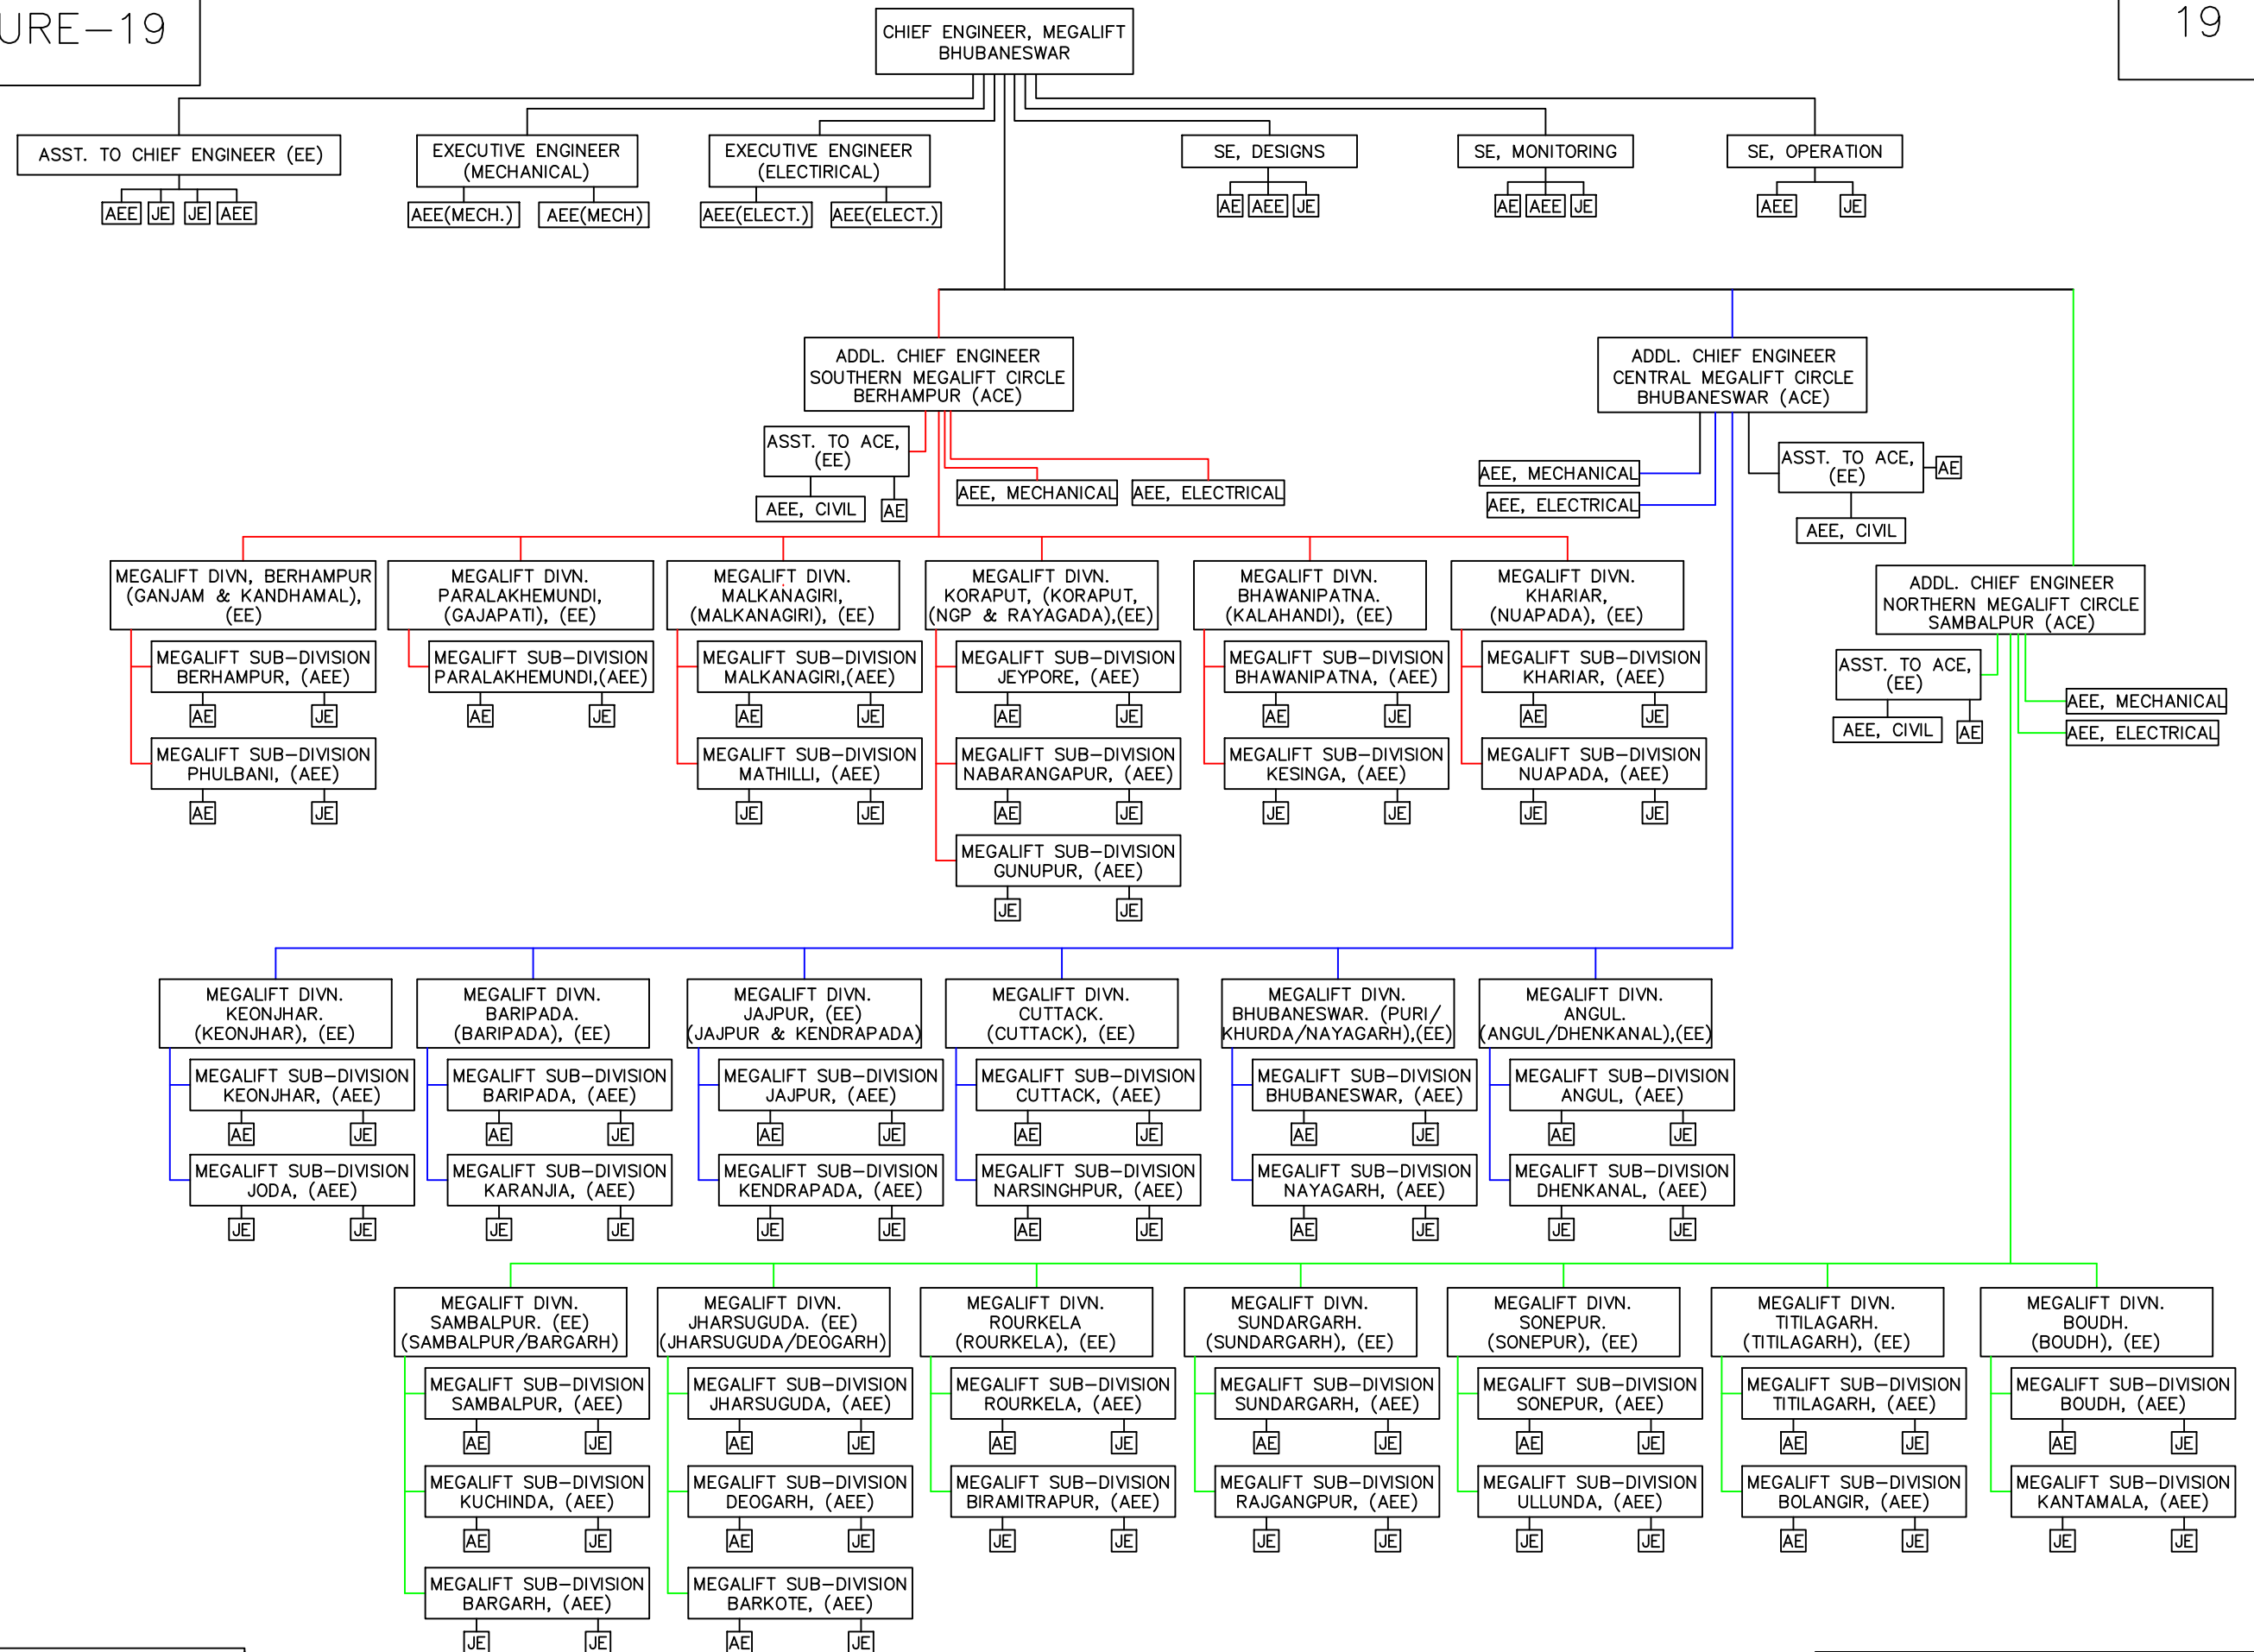 URE-19
19
CHIEF ENGINEER, MEGALIFT
BHUBANESWAR
ASST. TO CHIEF ENGINEER (EE)
AEE
JE
JE
AEE
EXECUTIVE ENGINEER
(MECHANICAL)
AEE(MECH.)
AEE(MECH)
EXECUTIVE ENGINEER
(ELECTIRICAL)
AEE(ELECT.)
AEE(ELECT.)
SE, DESIGNS
AE
AEE
JE
SE, MONITORING
AE
AEE
JE
SE, OPERATION
AEE
JE
ADDL. CHIEF ENGINEER
SOUTHERN MEGALIFT CIRCLE
BERHAMPUR (ACE)
ASST. TO ACE,
(EE)
AEE, CIVIL
AE
AEE, MECHANICAL
AEE, ELECTRICAL
ADDL. CHIEF ENGINEER
CENTRAL MEGALIFT CIRCLE
BHUBANESWAR (ACE)
AEE, MECHANICAL
AEE, ELECTRICAL
ASST. TO ACE,
(EE)
AE
AEE, CIVIL
ADDL. CHIEF ENGINEER
NORTHERN MEGALIFT CIRCLE
SAMBALPUR (ACE)
ASST. TO ACE,
(EE)
AEE, CIVIL
AE
AEE, MECHANICAL
AEE, ELECTRICAL
MEGALIFT DIVN, BERHAMPUR
(GANJAM & KANDHAMAL),
(EE)
MEGALIFT SUB-DIVISION
BERHAMPUR, (AEE)
AE
JE
MEGALIFT SUB-DIVISION
PHULBANI, (AEE)
AE
JE
MEGALIFT DIVN.
PARALAKHEMUNDI,
(GAJAPATI), (EE)
MEGALIFT SUB-DIVISION
PARALAKHEMUNDI,(AEE)
AE
JE
MEGALIFT DIVN.
MALKANAGIRI,
(MALKANAGIRI), (EE)
MEGALIFT SUB-DIVISION
MALKANAGIRI,(AEE)
AE
JE
MEGALIFT SUB-DIVISION
MATHILLI, (AEE)
JE
JE
MEGALIFT DIVN.
KORAPUT, (KORAPUT,
(NGP & RAYAGADA),(EE)
MEGALIFT SUB-DIVISION
JEYPORE, (AEE)
AE
JE
MEGALIFT SUB-DIVISION
NABARANGAPUR, (AEE)
AE
JE
MEGALIFT SUB-DIVISION
GUNUPUR, (AEE)
JE
JE
MEGALIFT DIVN.
BHAWANIPATNA.
(KALAHANDI), (EE)
MEGALIFT SUB-DIVISION
BHAWANIPATNA, (AEE)
AE
JE
MEGALIFT SUB-DIVISION
KESINGA, (AEE)
JE
JE
MEGALIFT DIVN.
KHARIAR,
(NUAPADA), (EE)
MEGALIFT SUB-DIVISION
KHARIAR, (AEE)
AE
JE
MEGALIFT SUB-DIVISION
NUAPADA, (AEE)
JE
JE
MEGALIFT DIVN.
KEONJHAR.
(KEONJHAR), (EE)
MEGALIFT SUB-DIVISION
KEONJHAR, (AEE)
AE
JE
MEGALIFT SUB-DIVISION
JODA, (AEE)
JE
JE
MEGALIFT DIVN.
BARIPADA.
(BARIPADA), (EE)
MEGALIFT SUB-DIVISION
BARIPADA, (AEE)
AE
JE
MEGALIFT SUB-DIVISION
KARANJIA, (AEE)
JE
JE
MEGALIFT DIVN.
JAJPUR, (EE)
(JAJPUR & KENDRAPADA)
MEGALIFT SUB-DIVISION
JAJPUR, (AEE)
AE
JE
MEGALIFT SUB-DIVISION
KENDRAPADA, (AEE)
JE
JE
MEGALIFT DIVN.
CUTTACK.
(CUTTACK), (EE)
MEGALIFT SUB-DIVISION
CUTTACK, (AEE)
AE
JE
MEGALIFT SUB-DIVISION
NARSINGHPUR, (AEE)
AE
JE
MEGALIFT DIVN.
BHUBANESWAR. (PURI/
KHURDA/NAYAGARH),(EE)
MEGALIFT SUB-DIVISION
BHUBANESWAR, (AEE)
AE
JE
MEGALIFT SUB-DIVISION
NAYAGARH, (AEE)
AE
JE
MEGALIFT DIVN.
ANGUL.
(ANGUL/DHENKANAL),(EE)
MEGALIFT SUB-DIVISION
ANGUL, (AEE)
AE
JE
MEGALIFT SUB-DIVISION
DHENKANAL, (AEE)
JE
JE
MEGALIFT DIVN.
SAMBALPUR. (EE)
(SAMBALPUR/BARGARH)
MEGALIFT SUB-DIVISION
SAMBALPUR, (AEE)
AE
JE
MEGALIFT SUB-DIVISION
KUCHINDA, (AEE)
AE
JE
MEGALIFT SUB-DIVISION
BARGARH, (AEE)
JE
JE
MEGALIFT DIVN.
JHARSUGUDA. (EE)
(JHARSUGUDA/DEOGARH)
MEGALIFT SUB-DIVISION
JHARSUGUDA, (AEE)
AE
JE
MEGALIFT SUB-DIVISION
DEOGARH, (AEE)
AE
JE
MEGALIFT SUB-DIVISION
BARKOTE, (AEE)
AE
JE
MEGALIFT DIVN.
ROURKELA
(ROURKELA), (EE)
MEGALIFT SUB-DIVISION
ROURKELA, (AEE)
AE
JE
MEGALIFT SUB-DIVISION
BIRAMITRAPUR, (AEE)
JE
JE
MEGALIFT DIVN.
SUNDARGARH.
(SUNDARGARH), (EE)
MEGALIFT SUB-DIVISION
SUNDARGARH, (AEE)
AE
JE
MEGALIFT SUB-DIVISION
RAJGANGPUR, (AEE)
JE
JE
MEGALIFT DIVN.
SONEPUR.
(SONEPUR), (EE)
MEGALIFT SUB-DIVISION
SONEPUR, (AEE)
AE
JE
MEGALIFT SUB-DIVISION
ULLUNDA, (AEE)
JE
JE
MEGALIFT DIVN.
TITILAGARH.
(TITILAGARH), (EE)
MEGALIFT SUB-DIVISION
TITILAGARH, (AEE)
AE
JE
MEGALIFT SUB-DIVISION
BOLANGIR, (AEE)
AE
JE
MEGALIFT DIVN.
BOUDH.
(BOUDH), (EE)
MEGALIFT SUB-DIVISION
BOUDH, (AEE)
AE
JE
MEGALIFT SUB-DIVISION
KANTAMALA, (AEE)
JE
JE